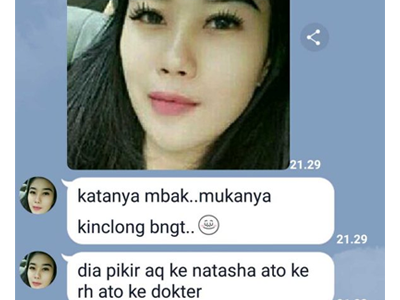 21.29
katanya mbak..mukanya
kinclong bngt..
21.29
dia pikir aq ke natasha ato ke
rh ato ke dokter